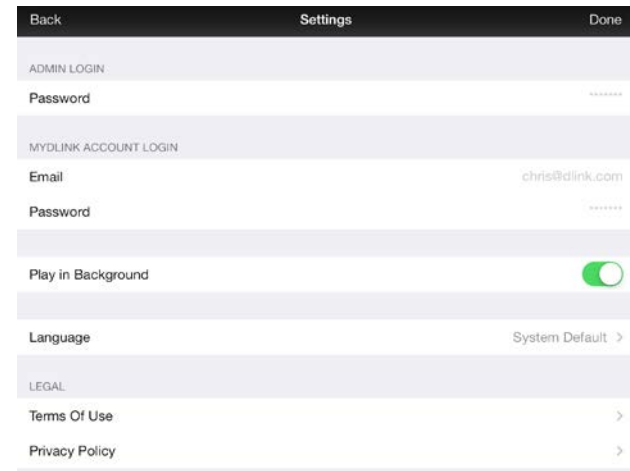 Back Settings Done
ADMIN LOGIN
Password *******
MYDLINK ACCOUNT LOGIN
Email chris@dlink.com
Password *******
Play in Background
Language System Default >
LEGAL
Terms Of Use >
Privacy Policy >